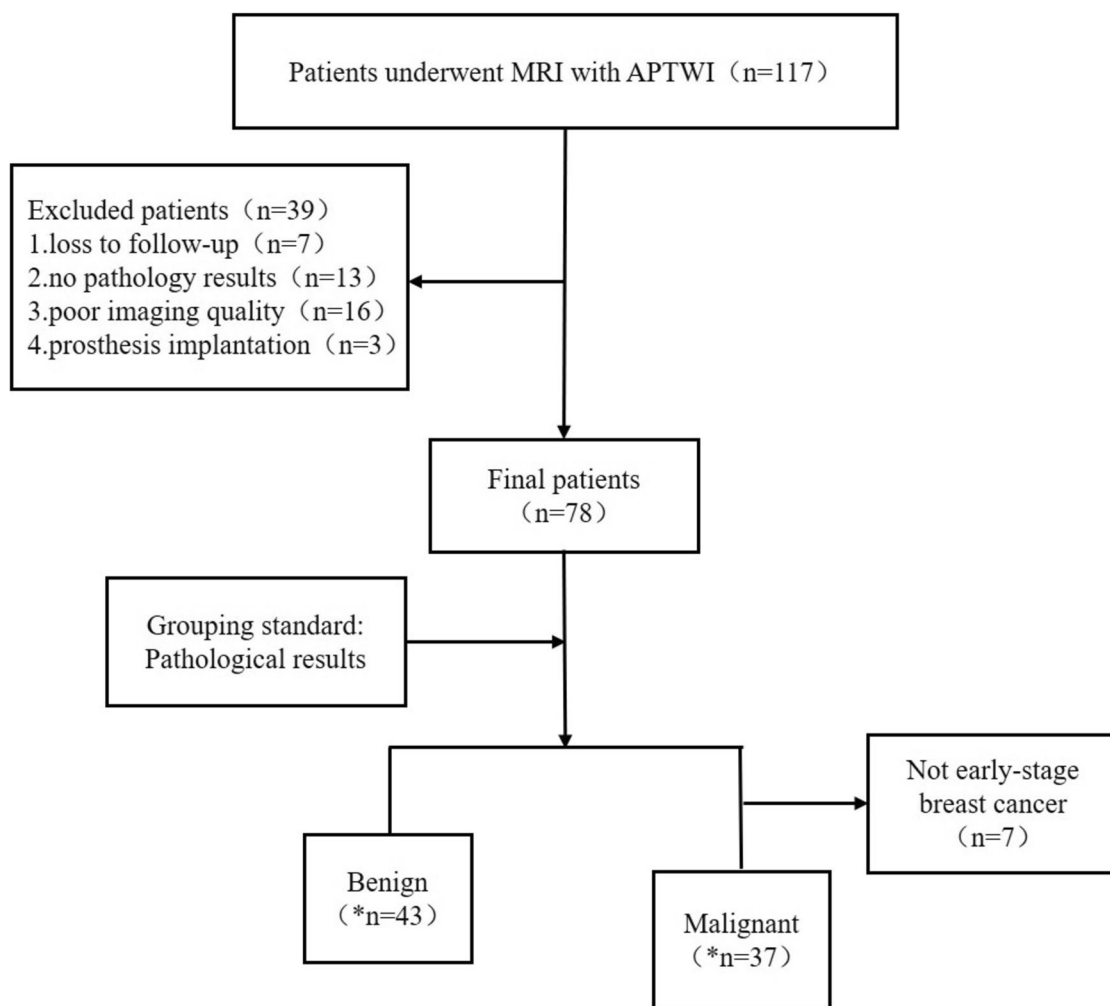 Patients underwent MRI with APTWI（n=117）
Excluded patients（n=39）
1.loss to follow-up（n=7）
2.no pathology results（n=13）
3.poor imaging quality（n=16）
4.prosthesis implantation（n=3）
Final patients
（n=78）
Grouping standard:
Pathological results
Not early-stage
breast cancer
（n=7）
Benign
（*n=43）
Malignant
（*n=37）